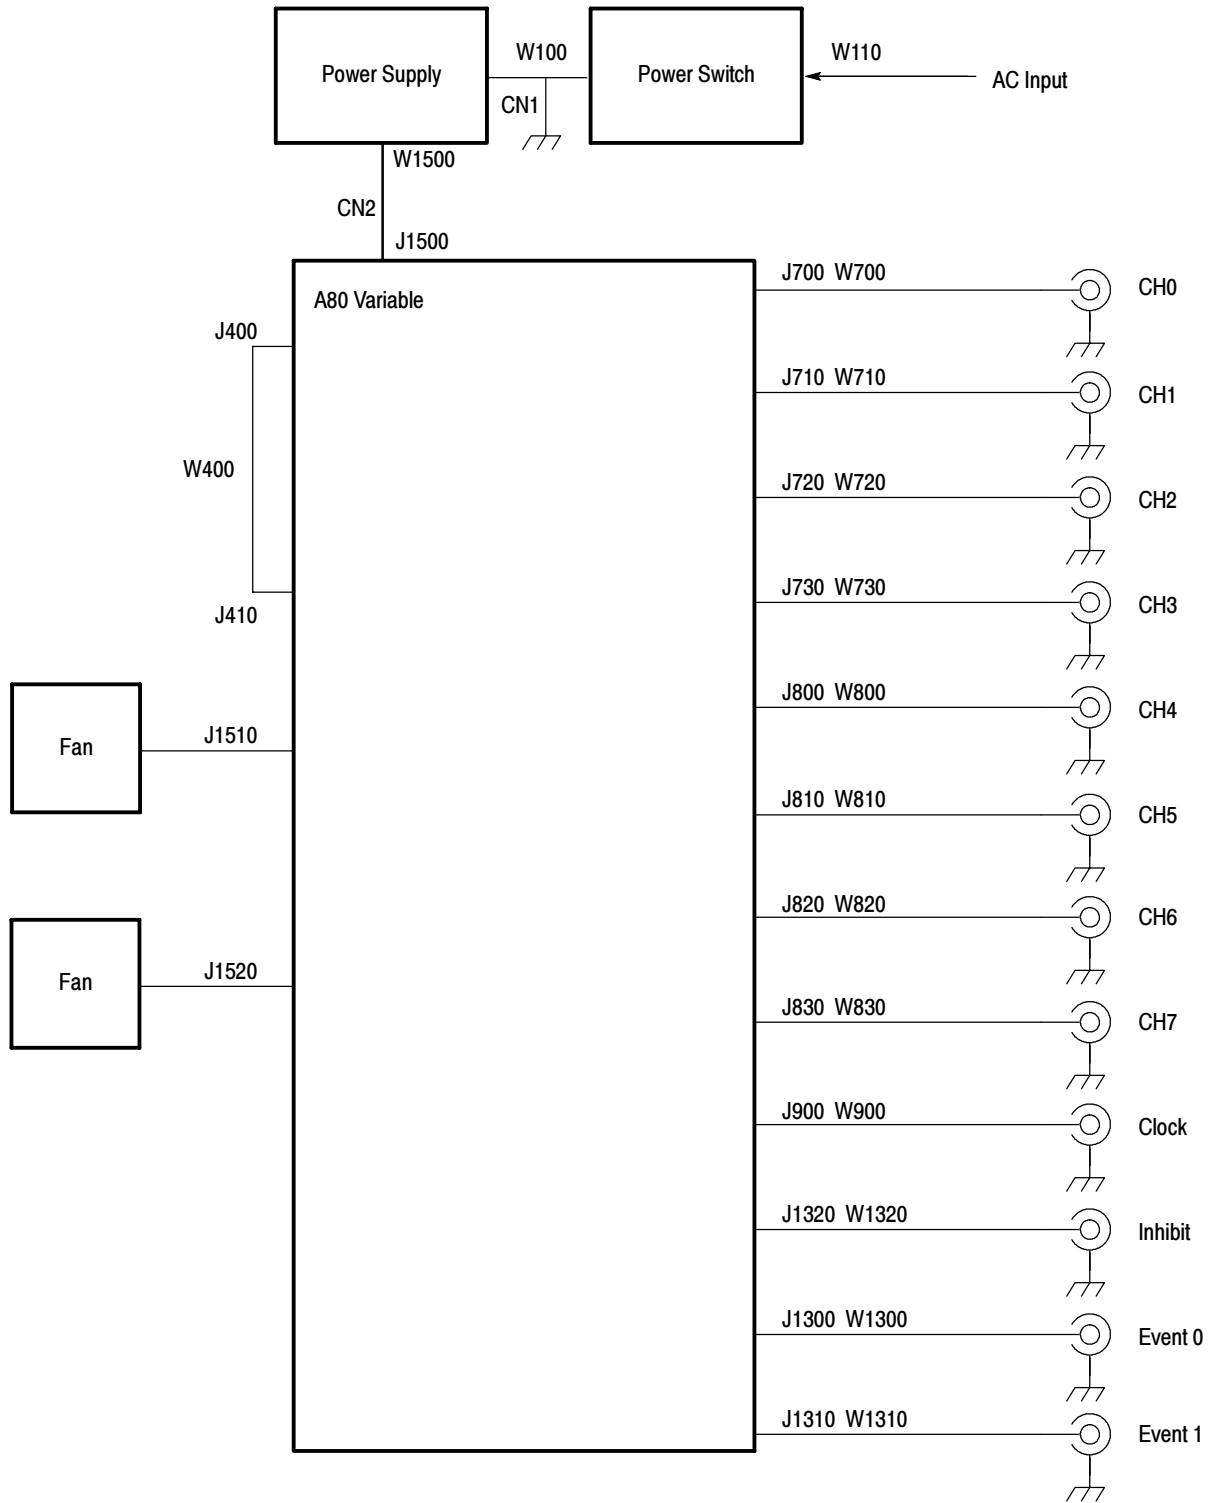 Power Supply
W100
CN1
Power Switch
W110
AC Input
W1500
CN2
J1500
A80 Variable
J400
W400
J410
Fan
J1510
Fan
J1520
J700 W700
CH0
J710 W710
CH1
J720 W720
CH2
J730 W730
CH3
J800 W800
CH4
J810 W810
CH5
J820 W820
CH6
J830 W830
CH7
J900 W900
Clock
J1320 W1320
Inhibit
J1300 W1300
Event 0
J1310 W1310
Event 1